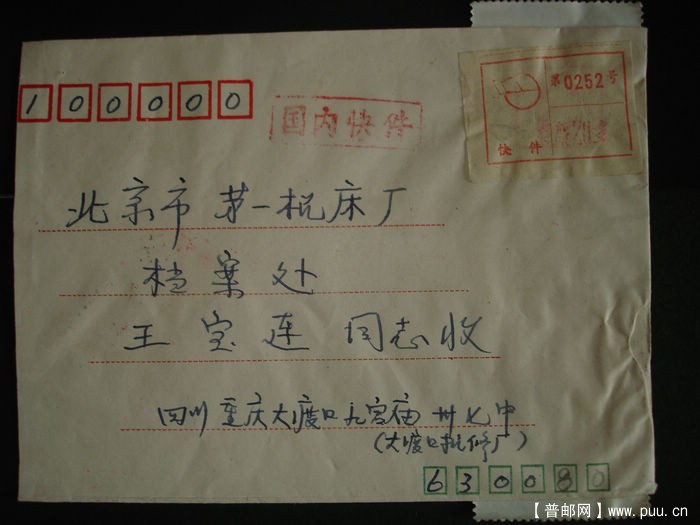 100000
国内快件
第0252号
快件
北京市第一机床厂
档案处
王宝连 同志收
四川重庆大渡口九宫庙 卅七中
(大渡口机修厂)
630080
【普邮网】www.puu.cn